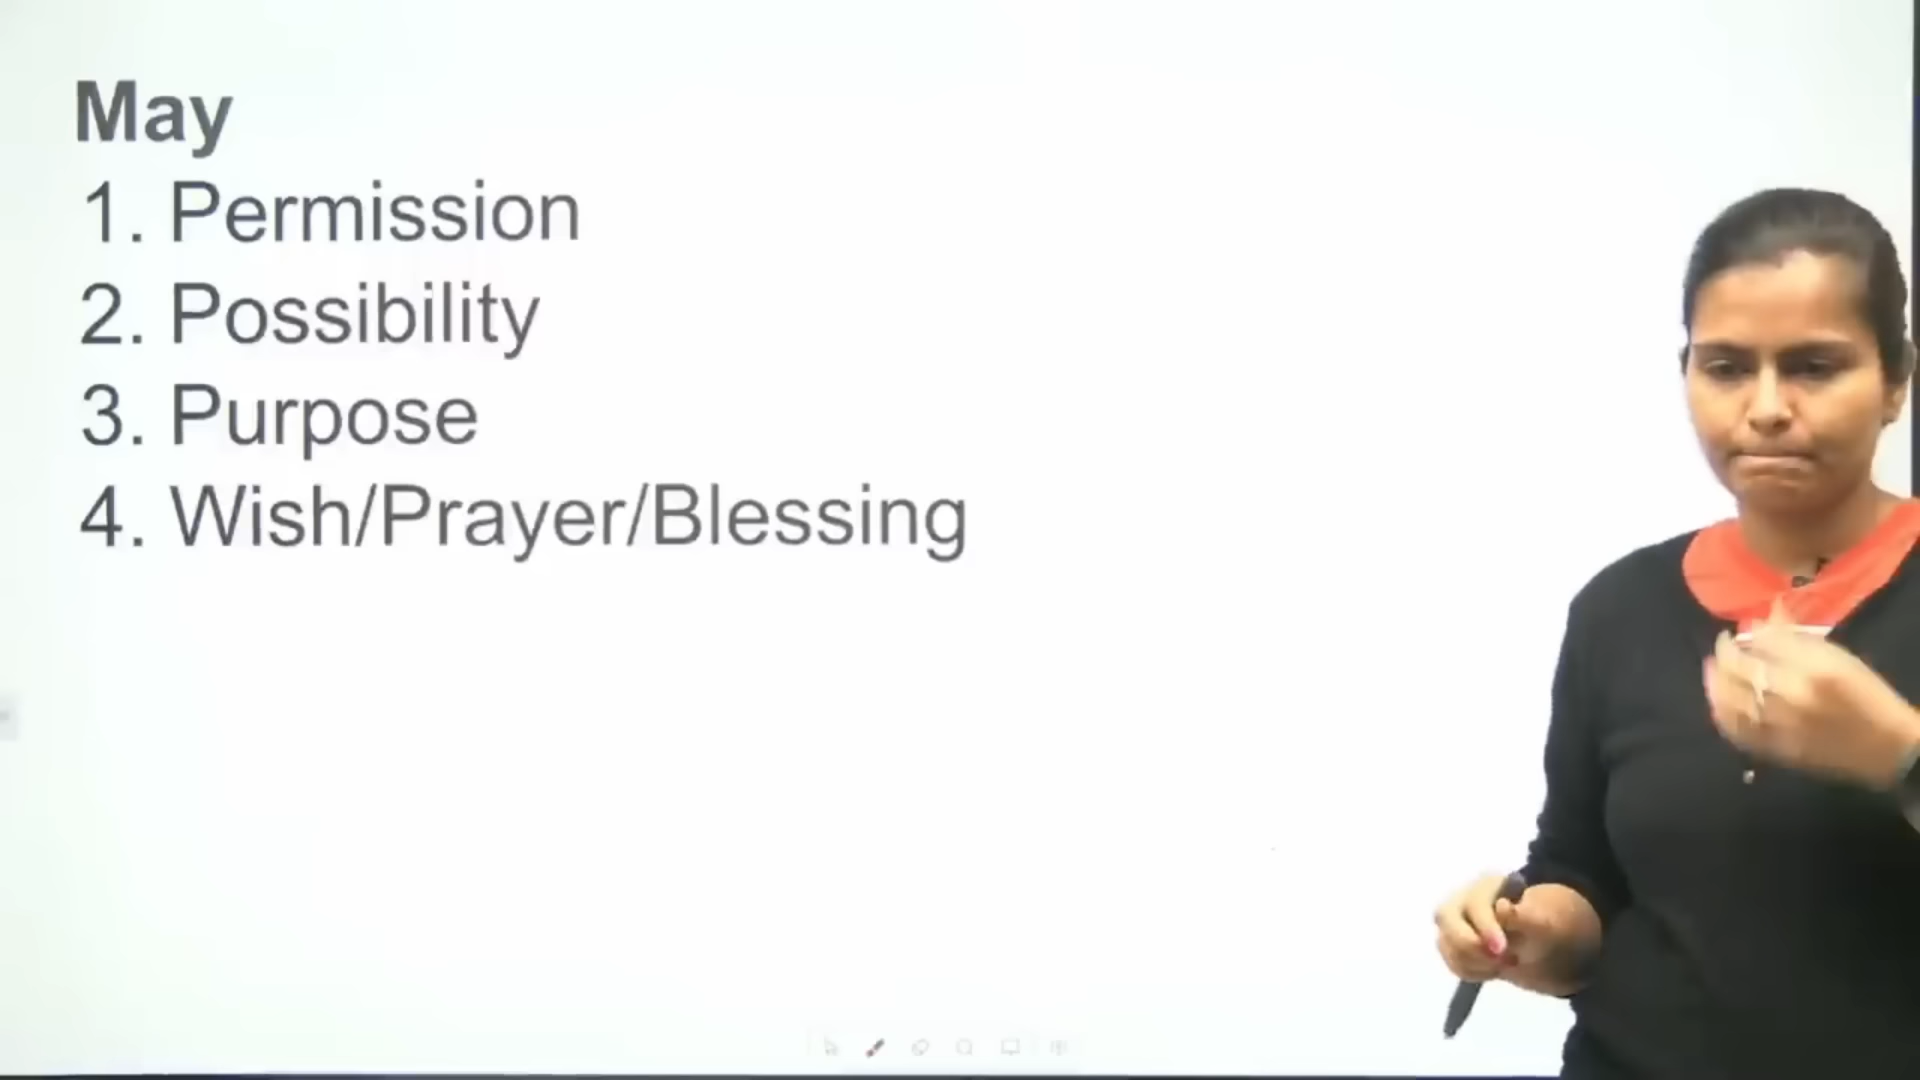 May
1. Permission
2. Possibility
3. Purpose
4. Wish/Prayer/Blessing